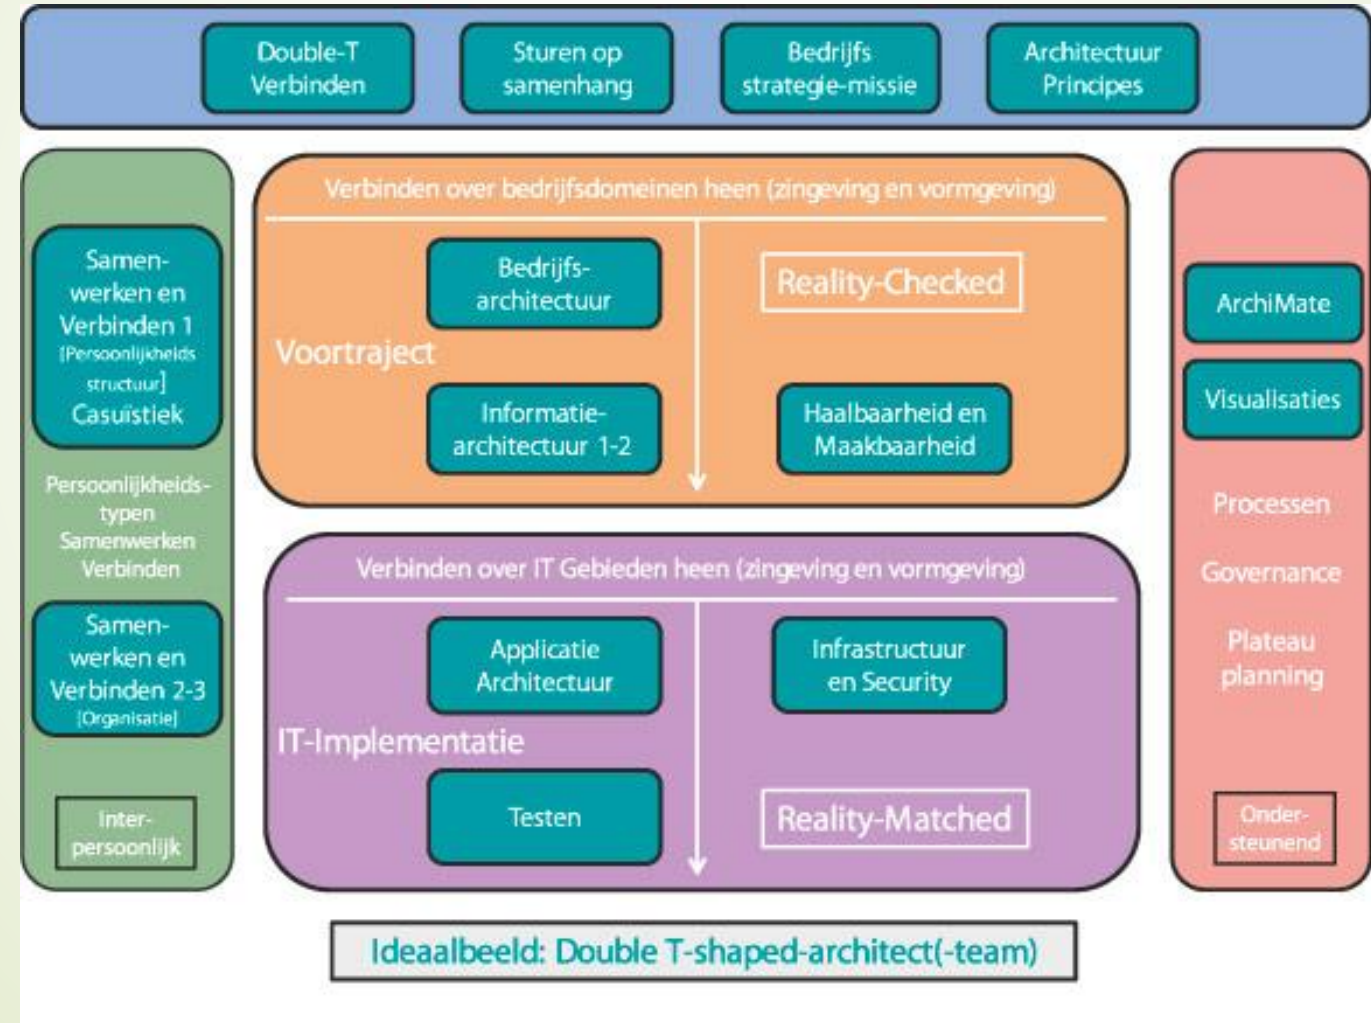 Double-T
Verbinden
Sturen op
samenhang
Bedrijfs
strategie-missie
Architectuur
Principes
Samen-
werken en
Verbinden 1
[Persoonlijkheids
structuur]
Casuïstiek
Persoonlijkheids-
typen
Samenwerken
Verbinden
Samen-
werken en
Verbinden 2-3
[Organisatie]
Inter-
persoonlijk
Verbinden over bedrijfsdomeinen heen (zingeving en vormgeving)
Bedrijfs-
architectuur
Reality-Checked
Voortraject
Informatie-
architectuur 1-2
Haalbaarheid en
Maakbaarheid
Verbinden over IT Gebieden heen (zingeving en vormgeving)
Applicatie
Architectuur
Infrastructuur
en Security
IT-Implementatie
Testen
Reality-Matched
ArchiMate
Visualisaties
Processen
Governance
Plateau
planning
Onder-
steunend
Ideaalbeeld: Double T-shaped-architect(-team)